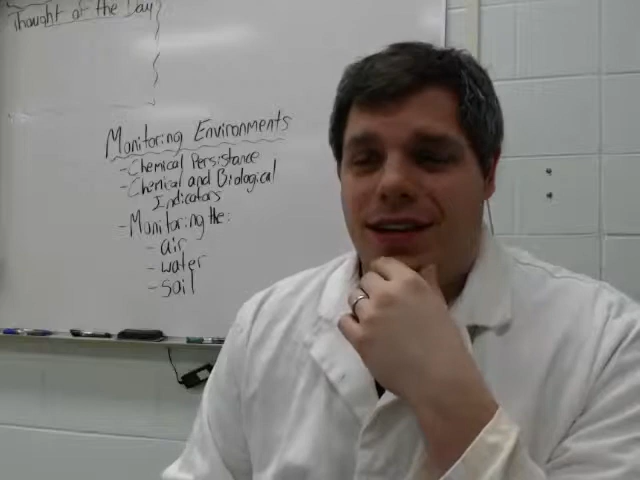 Thought of the Day
Monitoring Environments
- Chemical Persistance
- Chemical and Biological
Indicators
- Monitoring the:
- air
- water
- soil